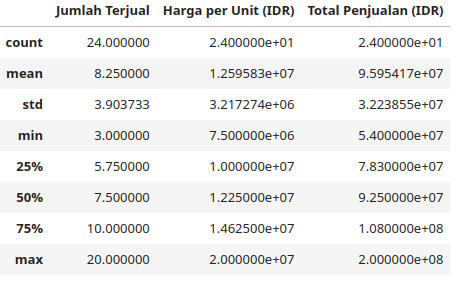 Jumlah Terjual Harga per Unit (IDR) Total Penjualan (IDR)
count 24.000000 2.400000e+01 2.400000e+01
mean 8.250000 1.259583e+07 9.595417e+07
std 3.903733 3.217274e+06 3.223855e+07
min 3.000000 7.500000e+06 5.400000e+07
25% 5.750000 1.000000e+07 7.830000e+07
50% 7.500000 1.225000e+07 9.250000e+07
75% 10.000000 1.462500e+07 1.080000e+08
max 20.000000 2.000000e+07 2.000000e+08